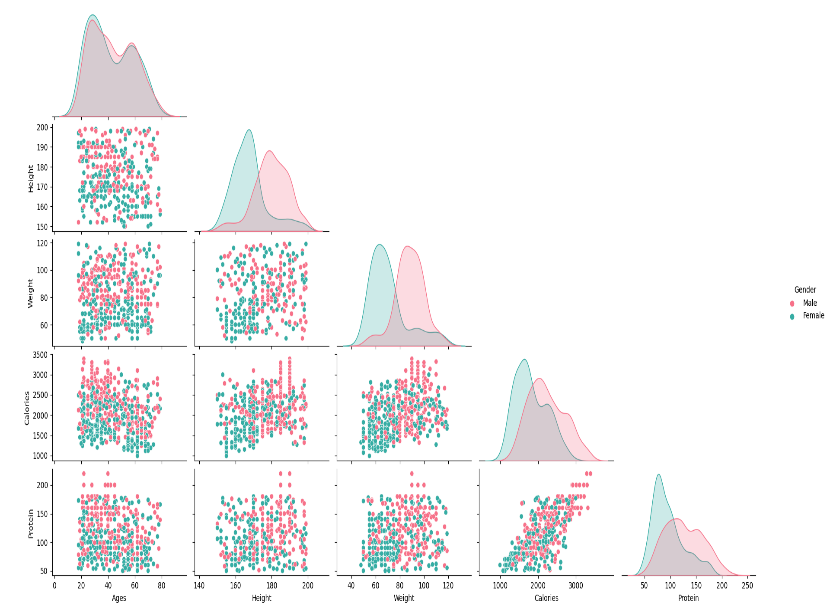 200
190
180
170
160
150
Height
120
100
80
60
Weight
3500
3000
2500
2000
1500
1000
Calories
200
150
100
50
Protein
0 20 40 60 80
Ages
140 160 180 200
Height
40 60 80 100 120
Weight
1000 2000 3000
Calories
50 100 150 200 250
Protein
Gender
Male
Female